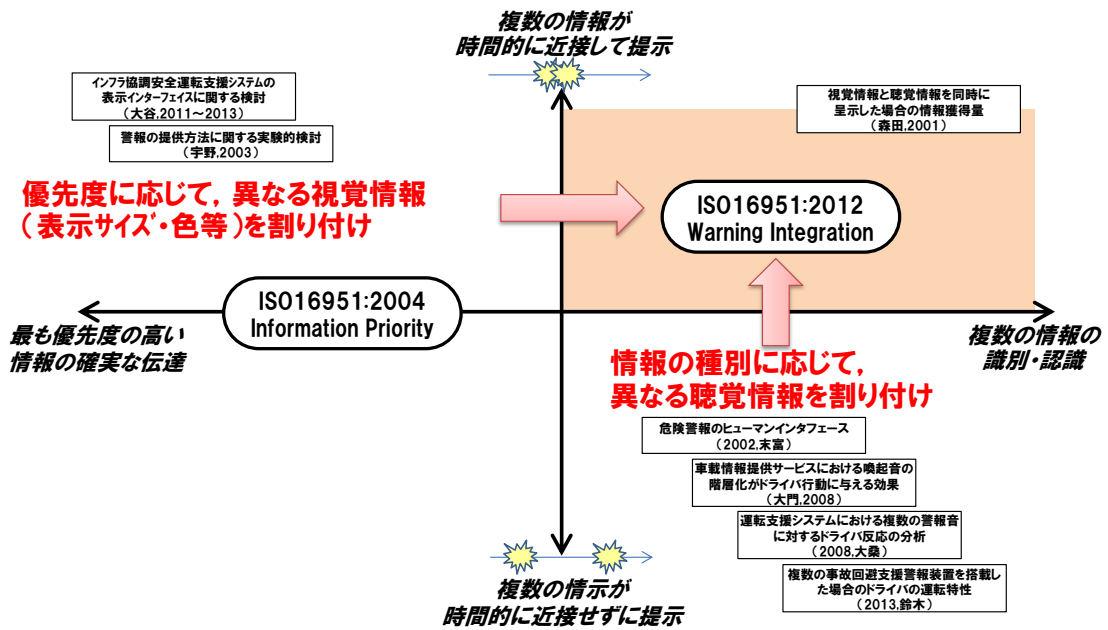 複数の情報が
時間的に近接して提示
インフラ協調安全運転支援システムの
表示インターフェイスに関する検討
(大谷,2011～2013)
警報の提供方法に関する実験的検討
(宇野,2003)
視覚情報と聴覚情報を同時に
呈示した場合の情報獲得量
(森田,2001)
優先度に応じて, 異なる視覚情報
(表示サイズ・色等)を割り付け
ISO16951:2012
Warning Integration
ISO16951:2004
Information Priority
最も優先度の高い
情報の確実な伝達
複数の情報の
識別・認識
情報の種別に応じて,
異なる聴覚情報を割り付け
危険警報のヒューマンインタフェース
(2002,末富)
車載情報提供サービスにおける喚起音の
階層化がドライバ行動に与える効果
(大門,2008)
運転支援システムにおける複数の警報音
に対するドライバ反応の分析
(2008,大桑)
複数の事故回避支援警報装置を搭載し
た場合のドライバの運転特性
(2013,鈴木)
複数の情示が
時間的に近接せずに提示